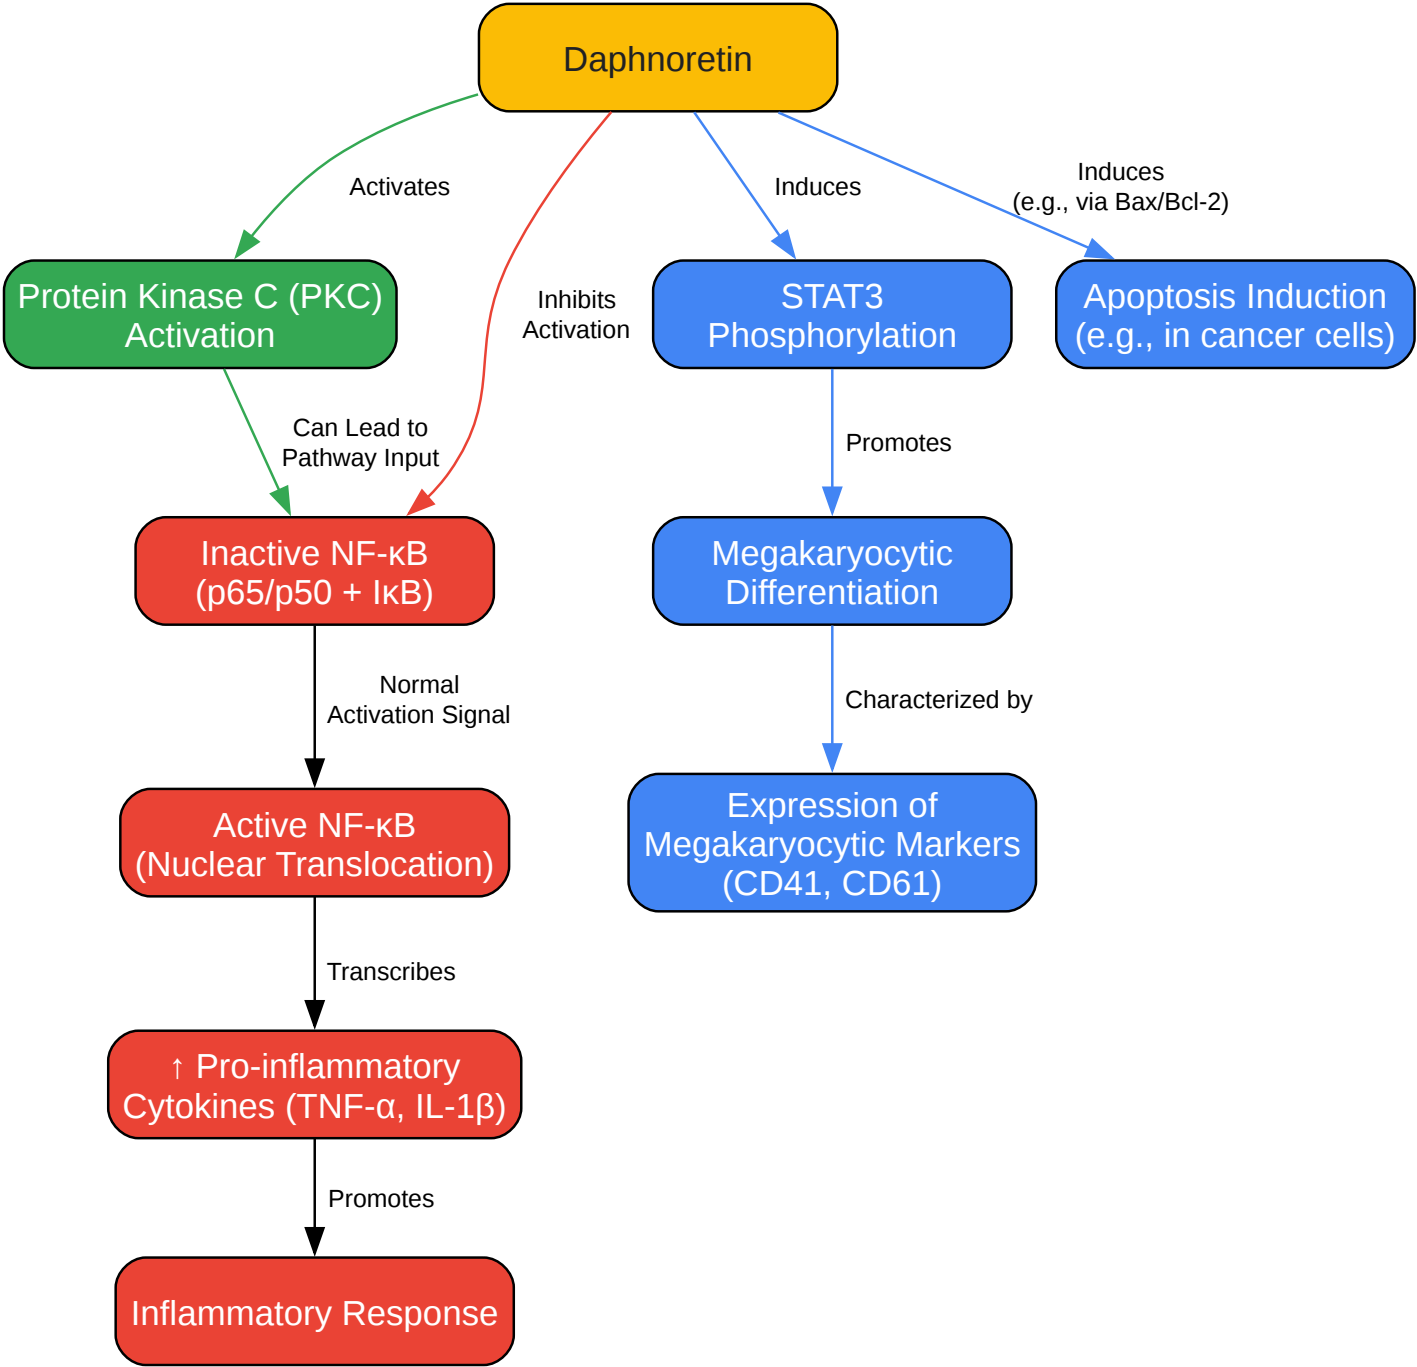 Daphnoretin
Activates
Induces
Induces
(e.g., via Bax/Bcl-2)
Protein Kinase C (PKC)
Activation
Inhibits
Activation
STAT3
Phosphorylation
Apoptosis Induction
(e.g., in cancer cells)
Can Lead to
Pathway Input
Promotes
Inactive NF-κB
(p65/p50 + IκB)
Megakaryocytic
Differentiation
Normal
Activation Signal
Characterized by
Active NF-κB
(Nuclear Translocation)
Expression of
Megakaryocytic Markers
(CD41, CD61)
Transcribes
↑ Pro-inflammatory
Cytokines (TNF-α, IL-1β)
Promotes
Inflammatory Response